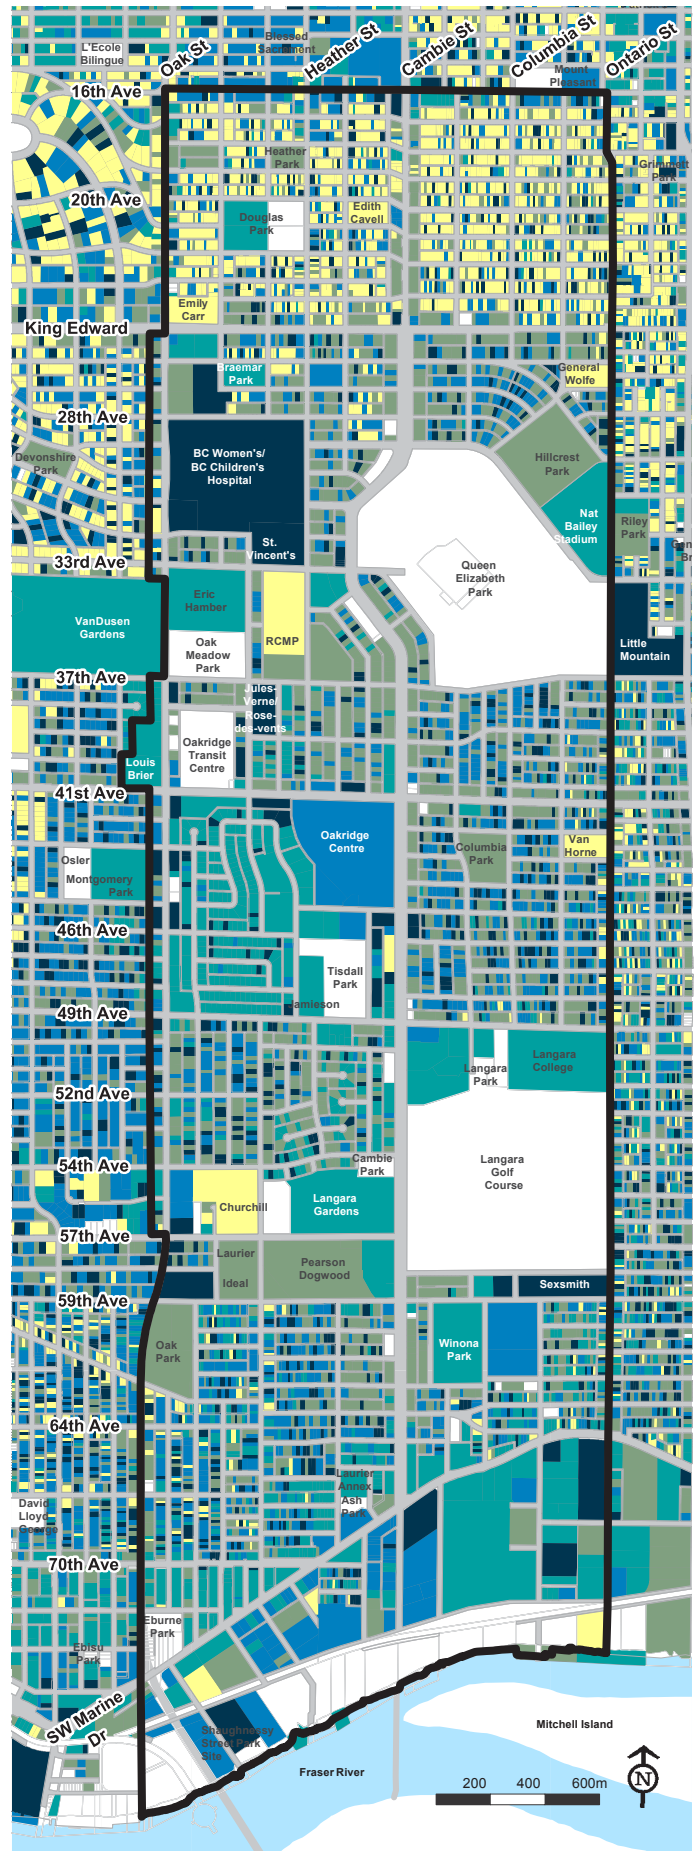 L'Ecole
Bilingue
Blessed
Sacrament
Oak St
Heather St
Cambie St
Columbia St
Ontario St
Mount
Pleasant
16th Ave
Heather
Park
Grimmett
Park
20th Ave
Douglas
Park
Edith
Cavell
Emily
Carr
King Edward
Braemar
Park
General
Wolfe
28th Ave
Devonshire
Park
BC Women's/
BC Children's
Hospital
Hillcrest
Park
Nat
Bailey
Stadium
Riley
Park
St.
Vincent's
33rd Ave
Queen
Elizabeth
Park
Eric
Hamber
VanDusen
Gardens
Oak
Meadow
Park
RCMP
Little
Mountain
37th Ave
Jules-
Verne/
Rose-
des-vents
Oakridge
Transit
Centre
Louis
Brier
41st Ave
Oakridge
Centre
Columbia
Park
Van
Horne
Osler
Montgomery
Park
46th Ave
Tisdall
Park
Jamieson
49th Ave
Langara
Park
Langara
College
52nd Ave
54th Ave
Cambie
Park
Langara
Golf
Course
Churchill
Langara
Gardens
57th Ave
Laurier
Ideal
Pearson
Dogwood
Sexsmith
59th Ave
Oak
Park
Winona
Park
64th Ave
Laurier
Annex
Ash
Park
David
Lloyd
George
70th Ave
Eburne
Park
Ebisu
Park
SW Marine
Dr
Shaughnessy
Street Park
Site
Mitchell Island
Fraser River
200 400 600m
N